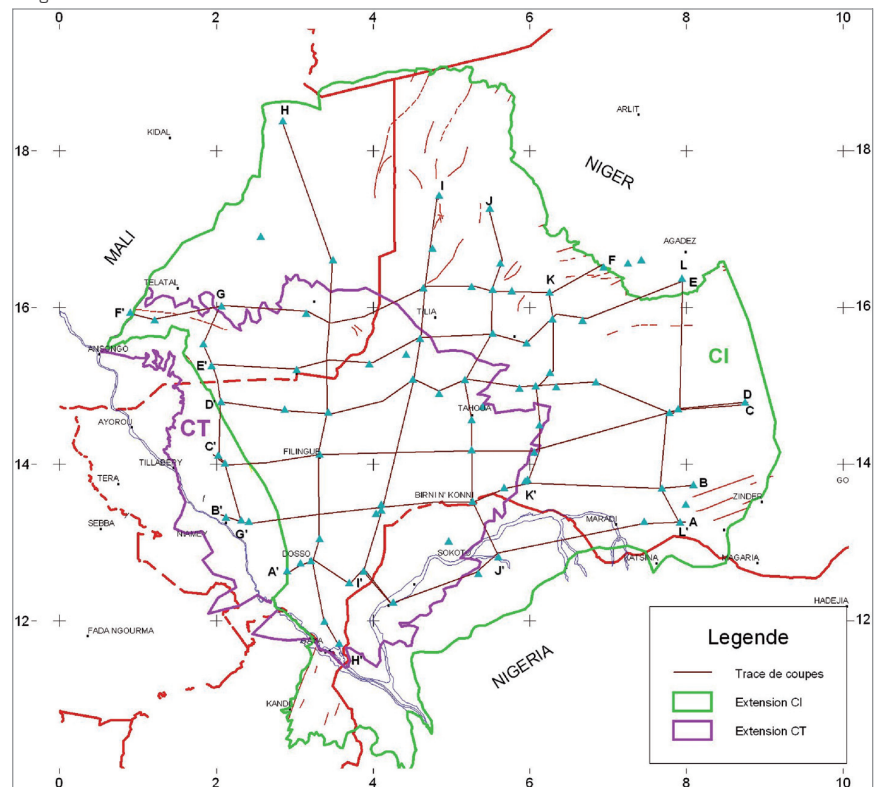 0 2 4 6 8 10
H
ARLIT
KIDAL
18 18
NIGER
I
J
MALI
AGADEZ
F
L
TELATAL
K
E
16 16
G
F'
TILIA
ANSONGO
CI
E'
D
D'
TAHOUA
C
CT
AYOROU
C'
FILINGUE
14 14
TILLABERY
TERA
B
GO
BIRNI N' KONNI
K'
ZINDER
B'
MARADI
A
SEBBA
G'
L'
NIAMEY
SOKOTO
DOSSO
KATSINA
MAGARIA
A'
J'
I'
HADEJIA
12 12
FADA NGOURMA
GAYA
H'
NIGERIA
Legende
KANDI
Trace de coupes
Extension CI
Extension CT
0 2 4 6 8 10